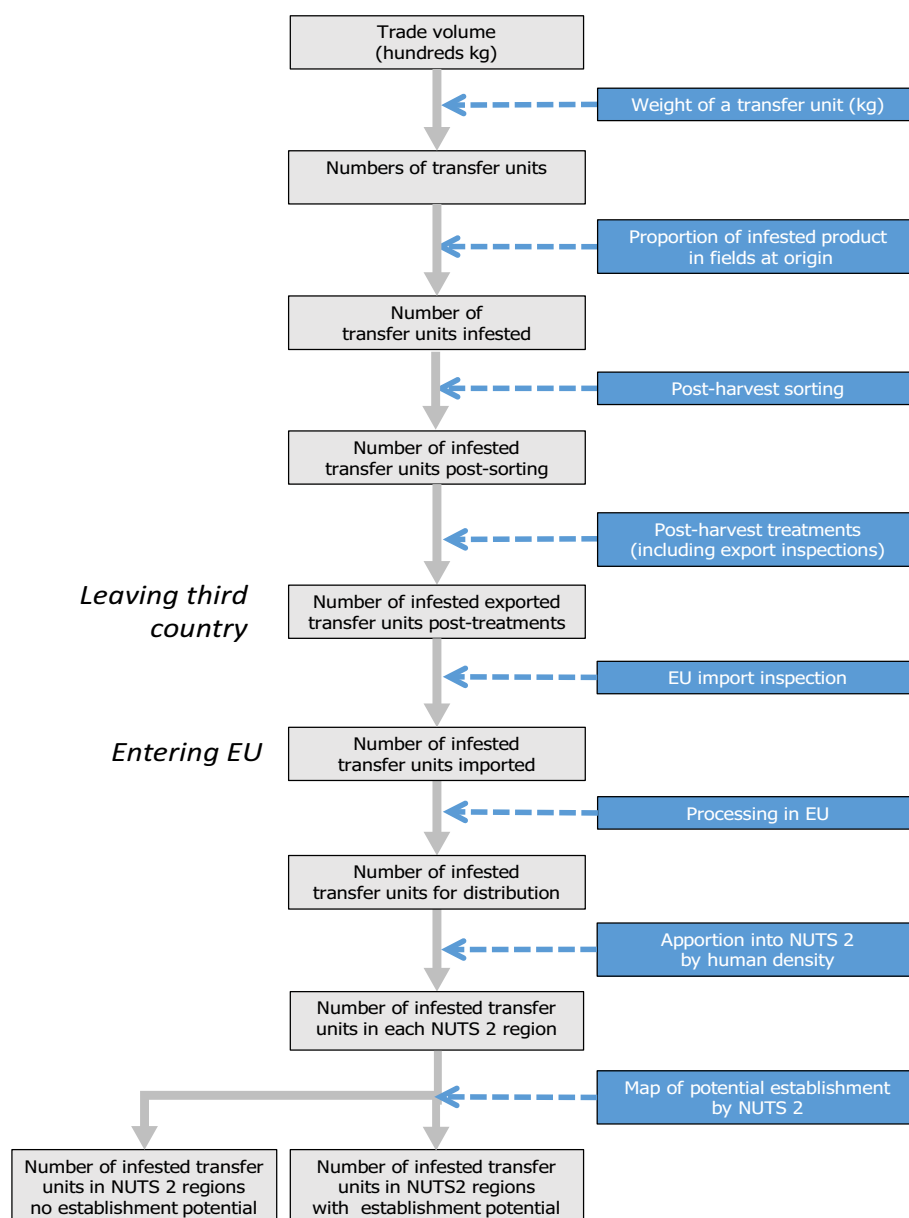 Trade volume
(hundreds kg)
Weight of a transfer unit (kg)
Numbers of transfer units
Proportion of infested product
in fields at origin
Number of
transfer units infested
Post-harvest sorting
Number of infested
transfer units post-sorting
Post-harvest treatments
(including export inspections)
Leaving third
country
Number of infested exported
transfer units post-treatments
EU import inspection
Entering EU
Number of infested
transfer units imported
Processing in EU
Number of infested
transfer units for distribution
Apportion into NUTS 2
by human density
Number of infested transfer
units in each NUTS 2 region
Map of potential establishment
by NUTS 2
Number of infested transfer
units in NUTS 2 regions
no establishment potential
Number of infested transfer
units in NUTS2 regions
with establishment potential